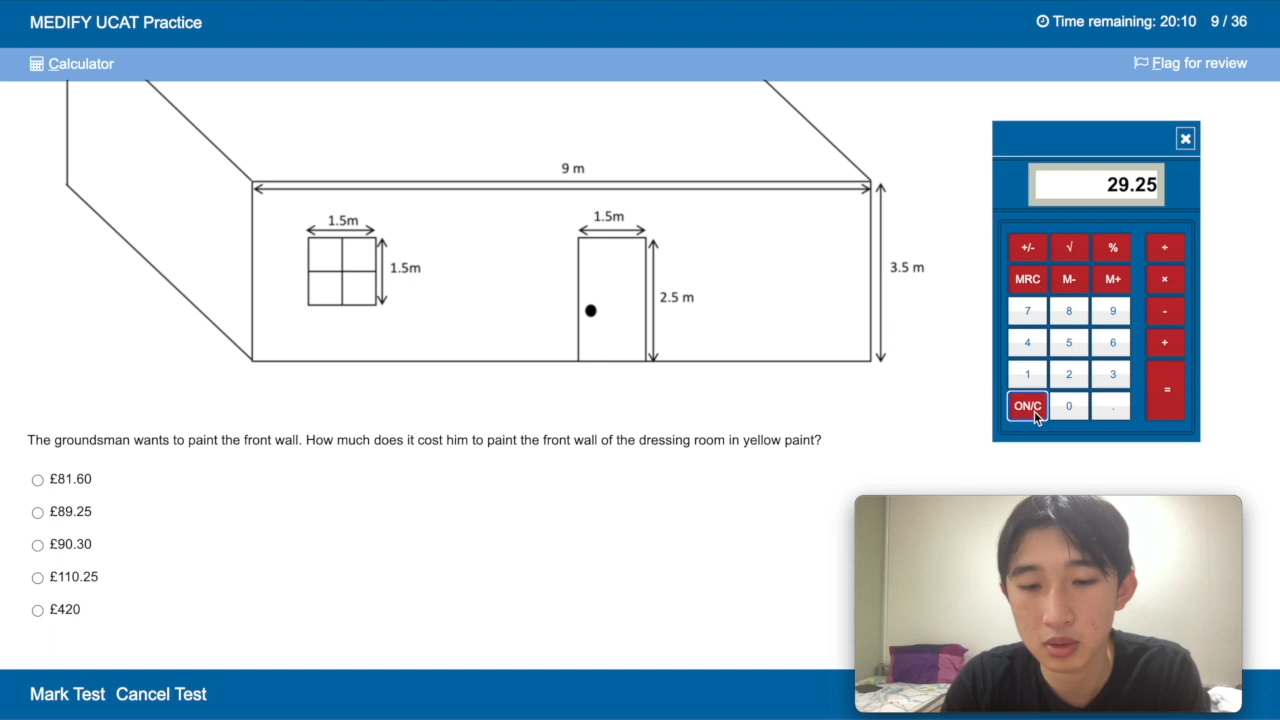 MEDIFY UCAT Practice
Time remaining: 20:10 9 / 36
Calculator
Flag for review
9 m
1.5m
1.5m
1.5m
2.5 m
3.5 m
29.25
+/- √ % ÷
MRC M- M+ ×
7 8 9 -
4 5 6 +
1 2 3 =
ON/C 0 .
The groundsman wants to paint the front wall. How much does it cost him to paint the front wall of the dressing room in yellow paint?
£81.60
£89.25
£90.30
£110.25
£420
Mark Test Cancel Test